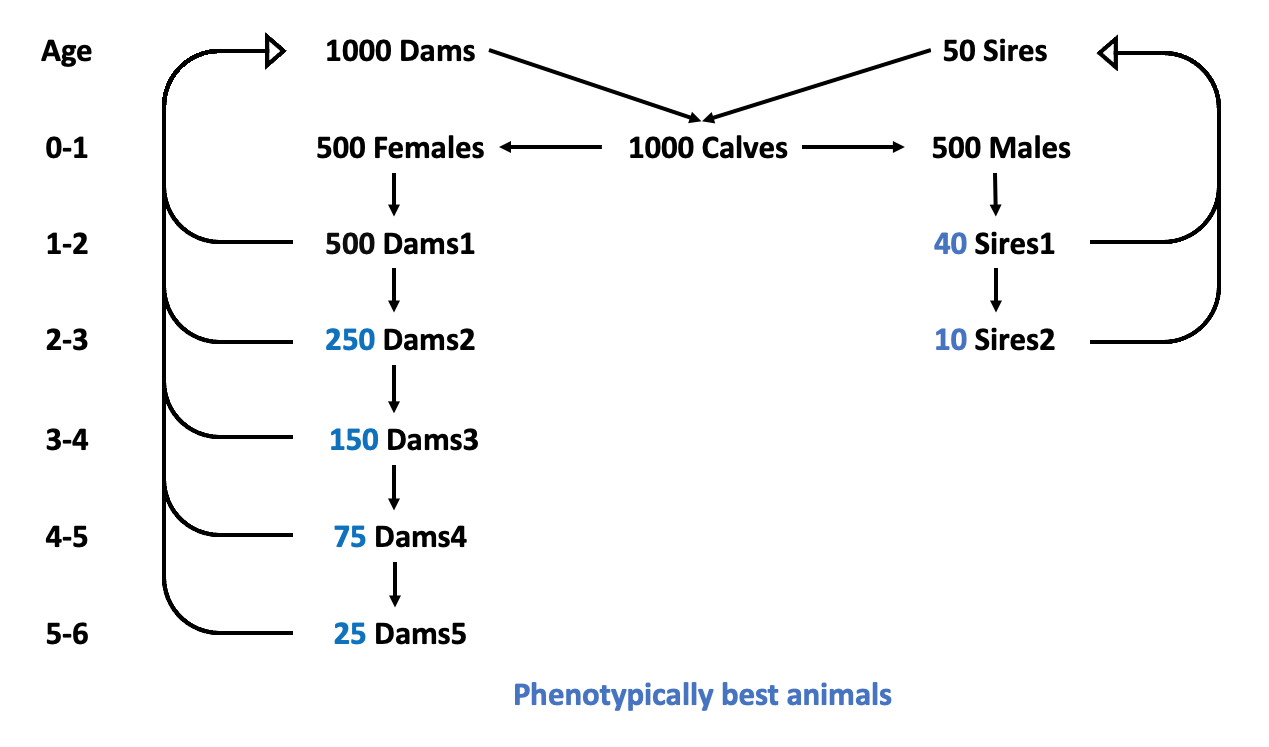 Age 1000 Dams 50 Sires
0-1 500 Females 1000 Calves 500 Males
1-2 500 Dams1 40 Sires1
2-3 250 Dams2 10 Sires2
3-4 150 Dams3
4-5 75 Dams4
5-6 25 Dams5
Phenotypically best animals